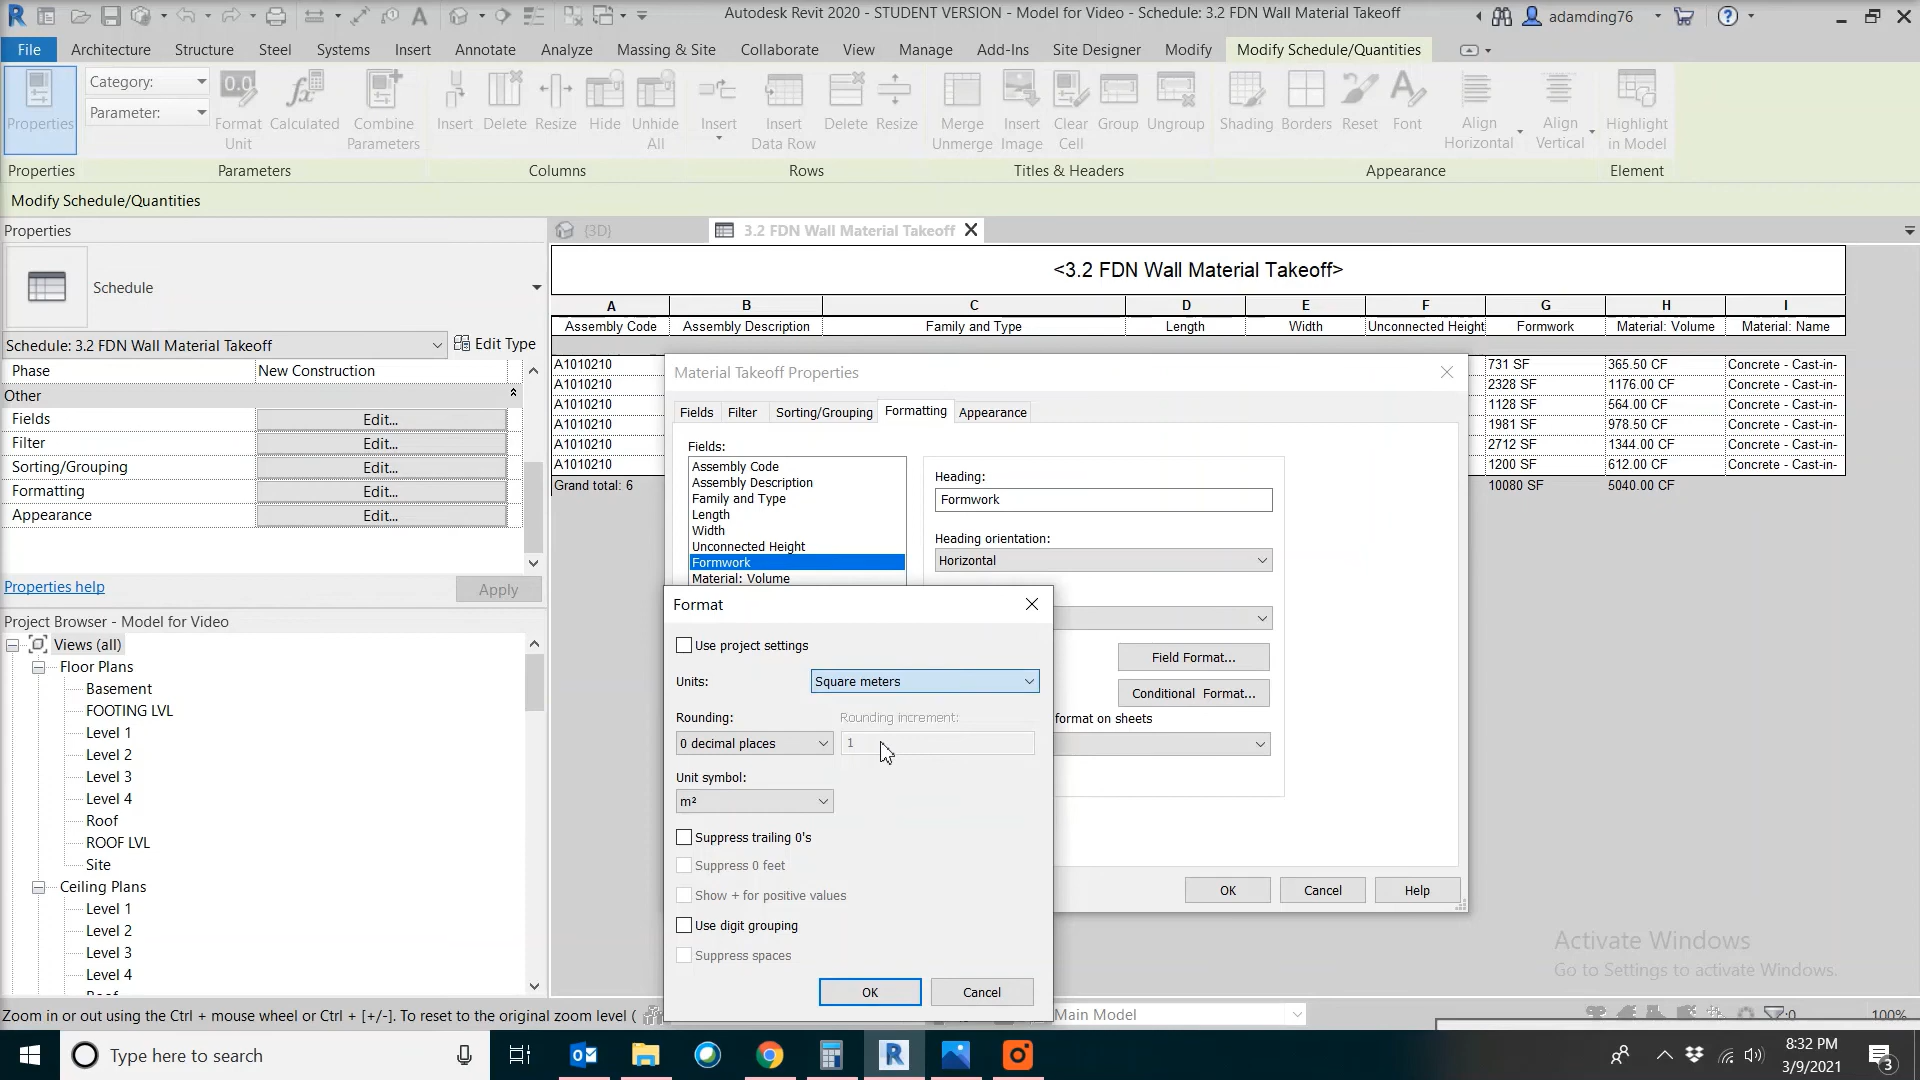 Autodesk Revit 2020 - STUDENT VERSION - Model for Video - Schedule: 3.2 FDN Wall Material Takeoff
adamding76
File Architecture Structure Steel Systems Insert Annotate Analyze Massing & Site Collaborate View Manage Add-Ins Site Designer Modify Modify Schedule/Quantities
Category:
Parameter:
Properties Format Unit Calculated Combine Parameters Insert Delete Resize Hide Unhide All Insert Insert Data Row Delete Resize Merge Unmerge Insert Image Clear Cell Group Ungroup Shading Borders Reset Font Align Horizontal Align Vertical Highlight in Model
Properties Parameters Columns Rows Titles & Headers Appearance Element
Modify Schedule/Quantities
Properties
{3D} 3.2 FDN Wall Material Takeoff
Schedule
Schedule: 3.2 FDN Wall Material Takeoff Edit Type
Phase New Construction
Other
Fields Edit...
Filter Edit...
Sorting/Grouping Edit...
Formatting Edit...
Appearance Edit...
Properties help Apply
Project Browser - Model for Video
Views (all)
Floor Plans
Basement
FOOTING LVL
Level 1
Level 2
Level 3
Level 4
Roof
ROOF LVL
Site
Ceiling Plans
Level 1
Level 2
Level 3
Level 4
<3.2 FDN Wall Material Takeoff>
A B C D E F G H I
Assembly Code Assembly Description Family and Type Length Width Unconnected Height Formwork Material: Volume Material: Name
A1010210 731 SF 365.50 CF Concrete - Cast-in-
A1010210 2328 SF 1176.00 CF Concrete - Cast-in-
A1010210 1128 SF 564.00 CF Concrete - Cast-in-
A1010210 1981 SF 978.50 CF Concrete - Cast-in-
A1010210 2712 SF 1344.00 CF Concrete - Cast-in-
A1010210 1200 SF 612.00 CF Concrete - Cast-in-
Grand total: 6 10080 SF 5040.00 CF
Material Takeoff Properties
Fields Filter Sorting/Grouping Formatting Appearance
Fields:
Assembly Code
Assembly Description
Family and Type
Length
Width
Unconnected Height
Formwork
Material: Volume
Heading:
Formwork
Heading orientation:
Horizontal
Field Format...
Conditional Format...
format on sheets
OK Cancel Help
Format
Use project settings
Units: Square meters
Rounding: Rounding increment:
0 decimal places 1
Unit symbol:
m²
Suppress trailing 0's
Suppress 0 feet
Show + for positive values
Use digit grouping
Suppress spaces
OK Cancel
Activate Windows
Go to Settings to activate Windows.
Zoom in or out using the Ctrl + mouse wheel or Ctrl + [+/-]. To reset to the original zoom level ( Main Model :0 100%
Type here to search
8:32 PM
3/9/2021
3